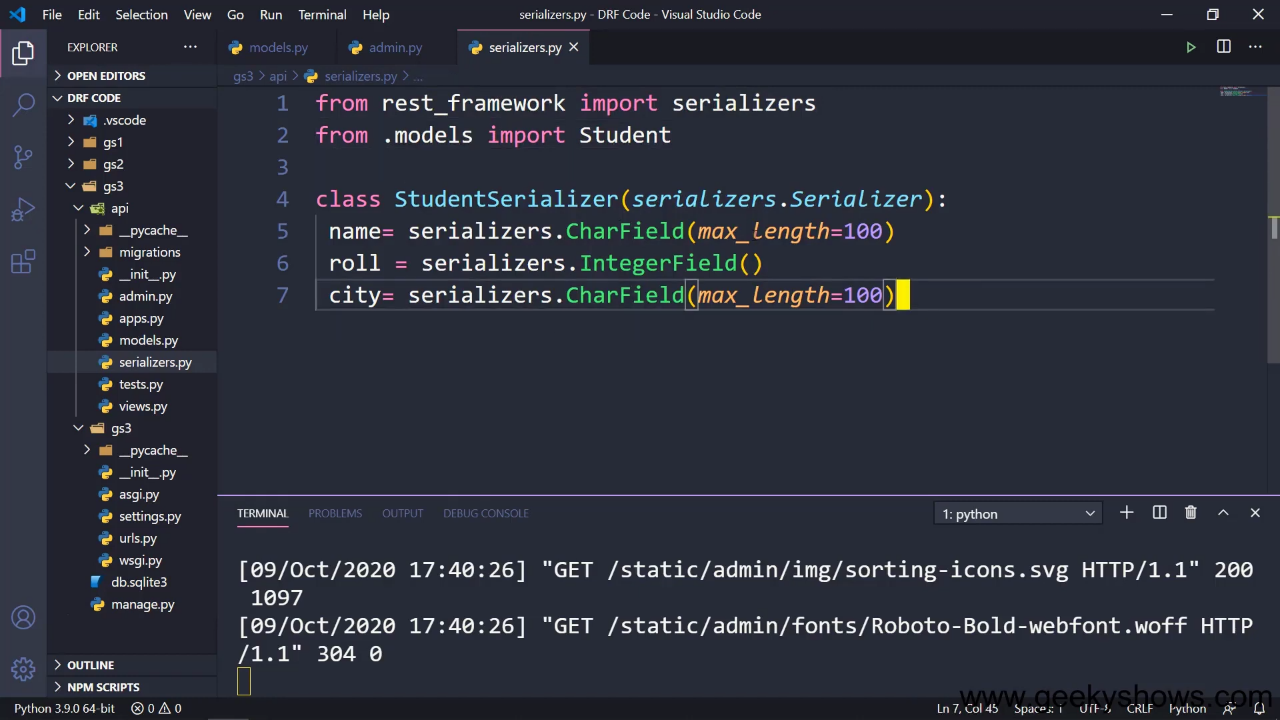 File Edit Selection View Go Run Terminal Help serializers.py - DRF Code - Visual Studio Code
EXPLORER
models.py admin.py serializers.py
OPEN EDITORS
gs3 api serializers.py ...
DRF CODE
.vscode
gs1
gs2
gs3
api
__pycache__
migrations
__init__.py
admin.py
apps.py
models.py
serializers.py
tests.py
views.py
gs3
__pycache__
__init__.py
asgi.py
settings.py
urls.py
wsgi.py
db.sqlite3
manage.py
OUTLINE
NPM SCRIPTS
1 from rest_framework import serializers
2 from .models import Student
3
4 class StudentSerializer(serializers.Serializer):
5 name= serializers.CharField(max_length=100)
6 roll = serializers.IntegerField()
7 city= serializers.CharField(max_length=100)
TERMINAL PROBLEMS OUTPUT DEBUG CONSOLE 1: python
[09/Oct/2020 17:40:26] "GET /static/admin/img/sorting-icons.svg HTTP/1.1" 200
1097
[09/Oct/2020 17:40:26] "GET /static/admin/fonts/Roboto-Bold-webfont.woff HTTP
/1.1" 304 0
www.geekyshows.com
Python 3.9.0 64-bit 0 0 Ln 7, Col 45 Spaces: 1 UTF-8 CRLF Python